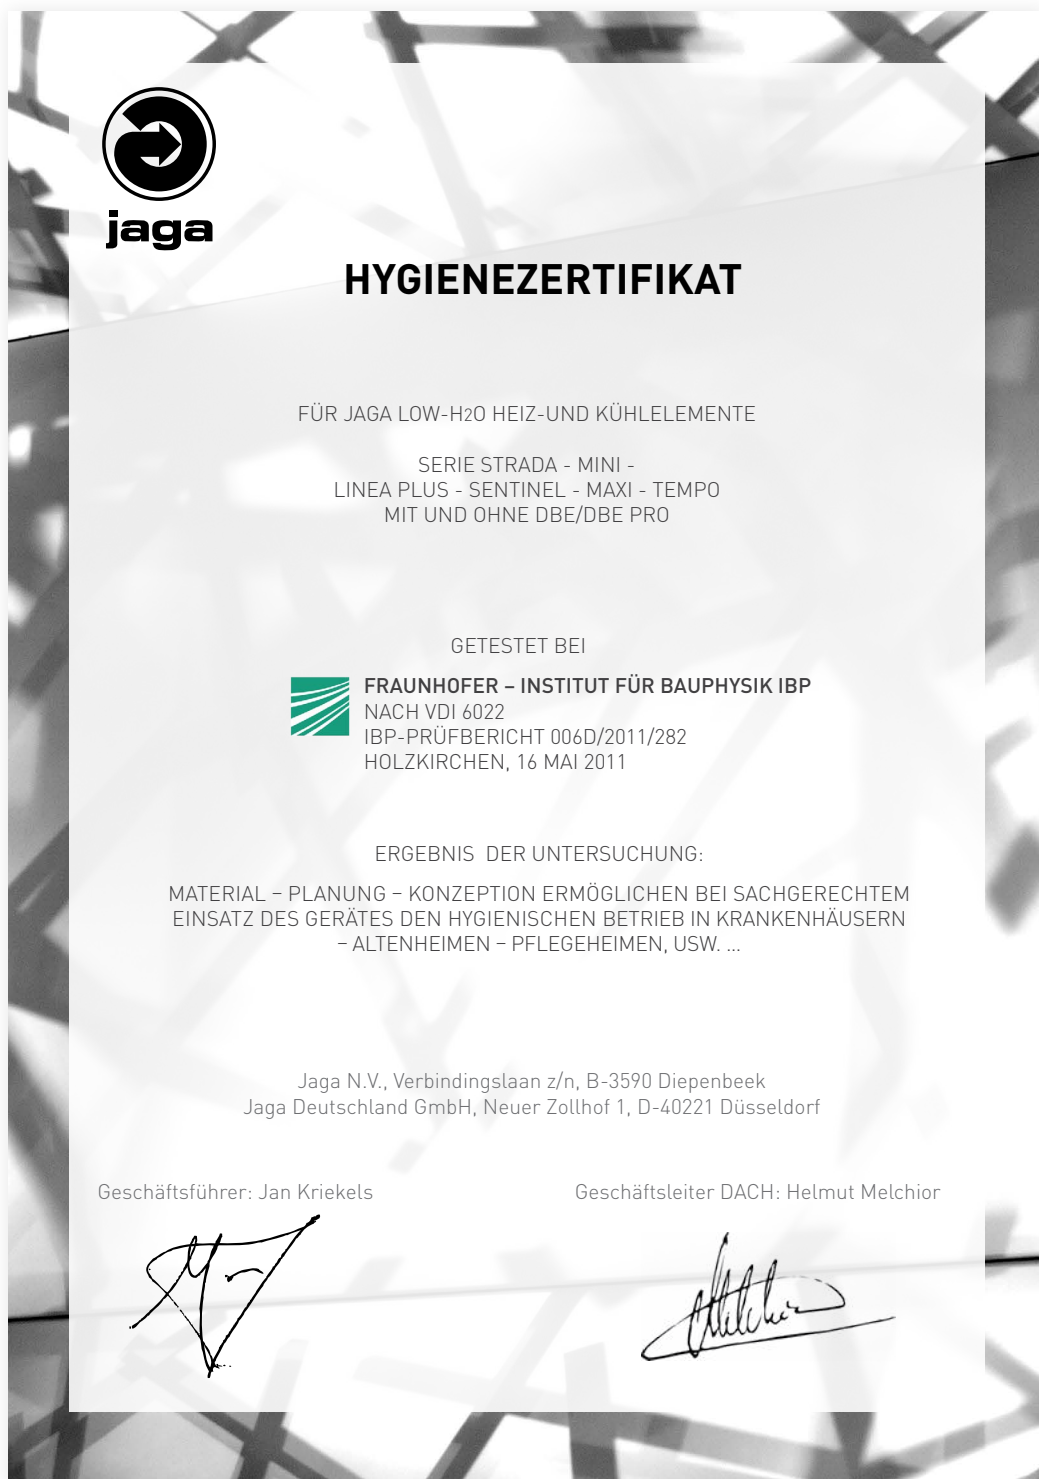 jaga
HYGIENEZERTIFIKAT
FÜR JAGA LOW-H2O HEIZ-UND KÜHLELEMENTE
SERIE STRADA - MINI -
LINEA PLUS - SENTINEL - MAXI - TEMPO
MIT UND OHNE DBE/DBE PRO
GETESTET BEI
FRAUNHOFER – INSTITUT FÜR BAUPHYSIK IBP
NACH VDI 6022
IBP-PRÜFBERICHT 006D/2011/282
HOLZKIRCHEN, 16 MAI 2011
ERGEBNIS  DER UNTERSUCHUNG:
MATERIAL – PLANUNG – KONZEPTION ERMÖGLICHEN BEI SACHGERECHTEM
EINSATZ DES GERÄTES DEN HYGIENISCHEN BETRIEB IN KRANKENHÄUSERN
– ALTENHEIMEN – PFLEGEHEIMEN, USW. ...
Jaga N.V., Verbindingslaan z/n, B-3590 Diepenbeek
Jaga Deutschland GmbH, Neuer Zollhof 1, D-40221 Düsseldorf
Geschäftsführer: Jan Kriekels
Geschäftsleiter DACH: Helmut Melchior